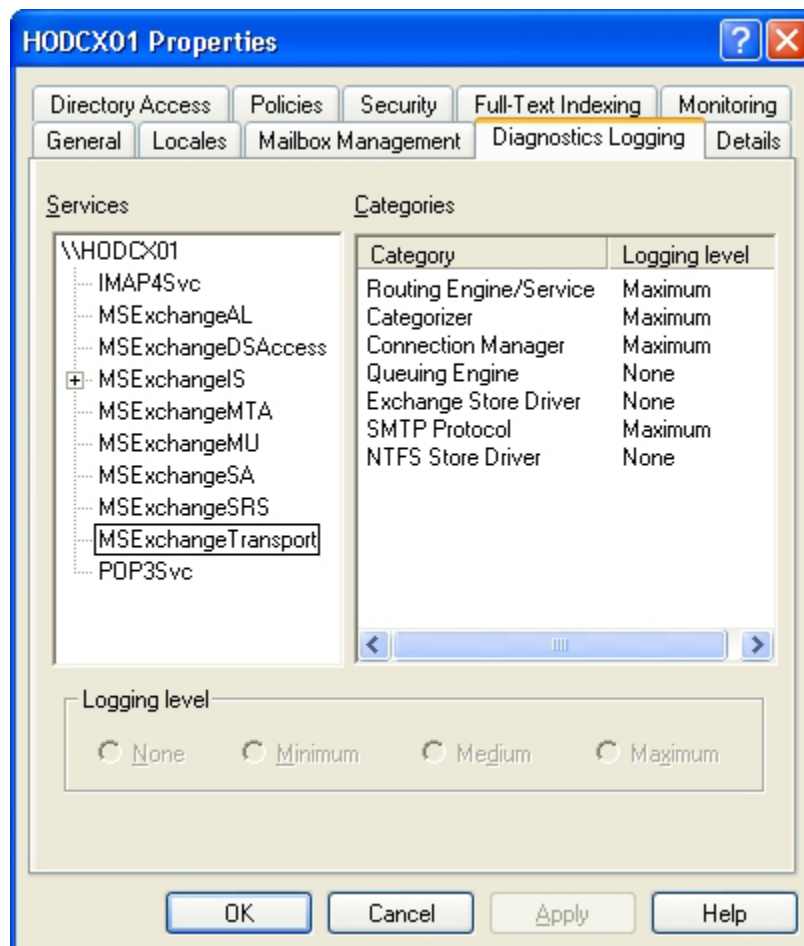 HODCX01 Properties
Directory Access Policies Security Full-Text Indexing Monitoring
General Locales Mailbox Management Diagnostics Logging Details
Services Categories
\\HODCX01
IMAP4Svc
MSExchangeAL
MSExchangeDSAccess
MSExchangeIS
MSExchangeMTA
MSExchangeMU
MSExchangeSA
MSExchangeSRS
MSExchangeTransport
POP3Svc
Category Logging level
Routing Engine/Service Maximum
Categorizer Maximum
Connection Manager Maximum
Queuing Engine None
Exchange Store Driver None
SMTP Protocol Maximum
NTFS Store Driver None
Logging level
None Minimum Medium Maximum
OK Cancel Apply Help